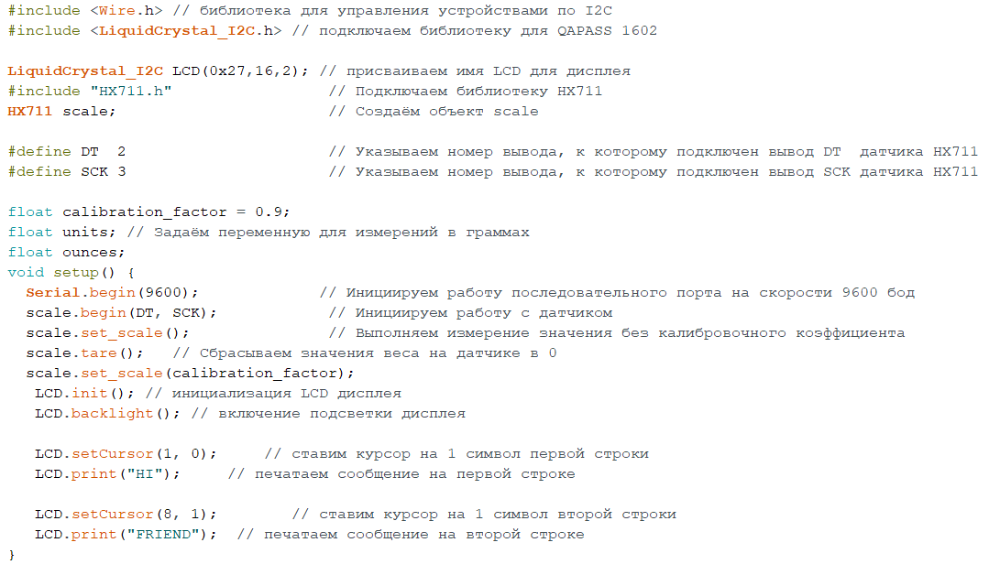 #include <Wire.h> // библиотека для управления устройствами по I2C
#include <LiquidCrystal_I2C.h> // подключаем библиотеку для QAPASS 1602
LiquidCrystal_I2C LCD(0x27,16,2); // присваиваем имя LCD для дисплея
#include "HX711.h" // Подключаем библиотеку HX711
HX711 scale; // Создаём объект scale
#define DT 2 // Указываем номер вывода, к которому подключен вывод DT датчика HX711
#define SCK 3 // Указываем номер вывода, к которому подключен вывод SCK датчика HX711
float calibration_factor = 0.9;
float units; // Задаём переменную для измерений в граммах
float ounces;
void setup() {
Serial.begin(9600); // Инициируем работу последовательного порта на скорости 9600 бод
scale.begin(DT, SCK); // Инициируем работу с датчиком
scale.set_scale(); // Выполняем измерение значения без калибровочного коэффициента
scale.tare(); // Сбрасываем значения веса на датчике в 0
scale.set_scale(calibration_factor);
LCD.init(); // инициализация LCD дисплея
LCD.backlight(); // включение подсветки дисплея
LCD.setCursor(1, 0); // ставим курсор на 1 символ первой строки
LCD.print("HI"); // печатаем сообщение на первой строке
LCD.setCursor(8, 1); // ставим курсор на 1 символ второй строки
LCD.print("FRIEND"); // печатаем сообщение на второй строке
}